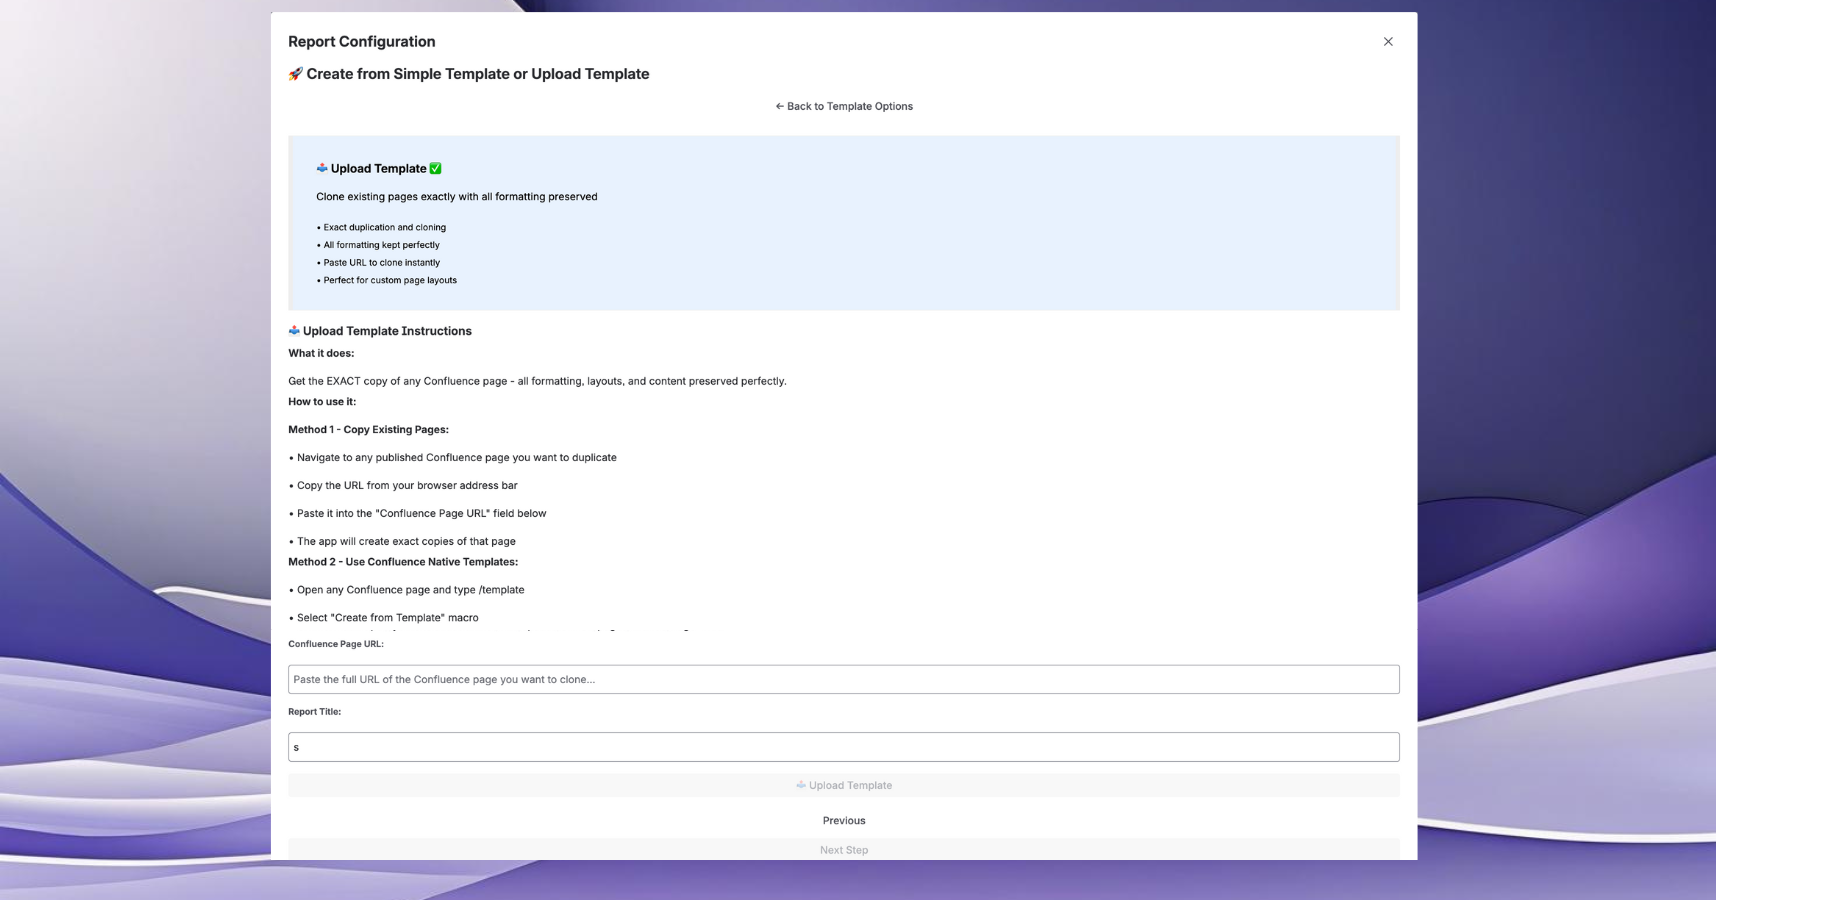 Report Configuration
🚀 Create from Simple Template or Upload Template
← Back to Template Options
📤 Upload Template ✅
Clone existing pages exactly with all formatting preserved
• Exact duplication and cloning
• All formatting kept perfectly
• Paste URL to clone instantly
• Perfect for custom page layouts
📤 Upload Template Instructions
What it does:
Get the EXACT copy of any Confluence page - all formatting, layouts, and content preserved perfectly.
How to use it:
Method 1 - Copy Existing Pages:
• Navigate to any published Confluence page you want to duplicate
• Copy the URL from your browser address bar
• Paste it into the "Confluence Page URL" field below
• The app will create exact copies of that page
Method 2 - Use Confluence Native Templates:
• Open any Confluence page and type /template
• Select "Create from Template" macro
Confluence Page URL:
Paste the full URL of the Confluence page you want to clone...
Report Title:
s
📤 Upload Template
Previous
Next Step